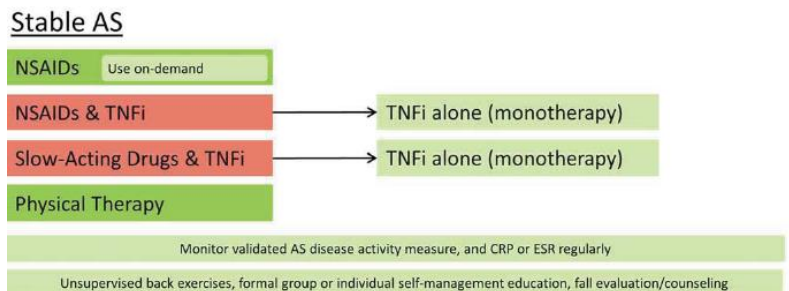 Stable AS
NSAIDs Use on-demand
NSAIDs & TNFi TNFi alone (monotherapy)
Slow-Acting Drugs & TNFi TNFi alone (monotherapy)
Physical Therapy
Monitor validated AS disease activity measure, and CRP or ESR regularly
Unsupervised back exercises, formal group or individual self-management education, fall evaluation/counseling